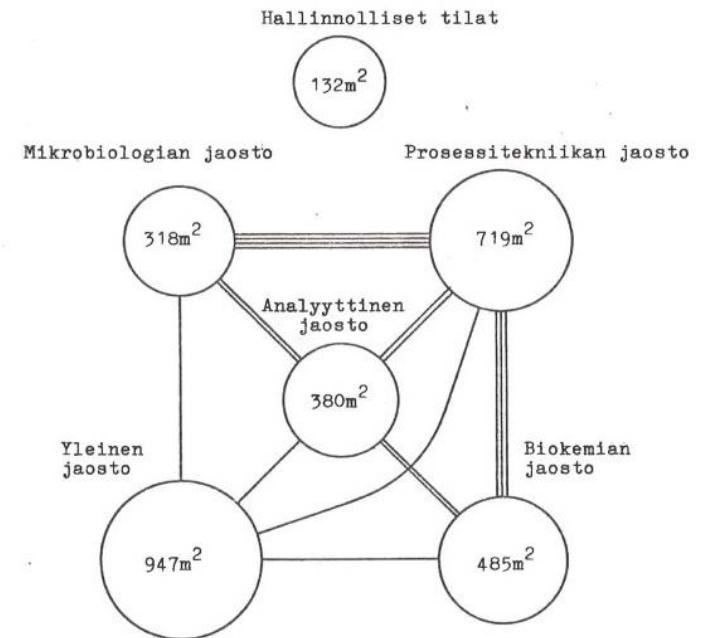 Hallinnolliset tilat
132m²
Mikrobiologian jaosto
Prosessitekniikan jaosto
318m²
719m²
Analyyttinen
jaosto
380m²
Yleinen
jaosto
Biokemian
jaosto
947m²
485m²